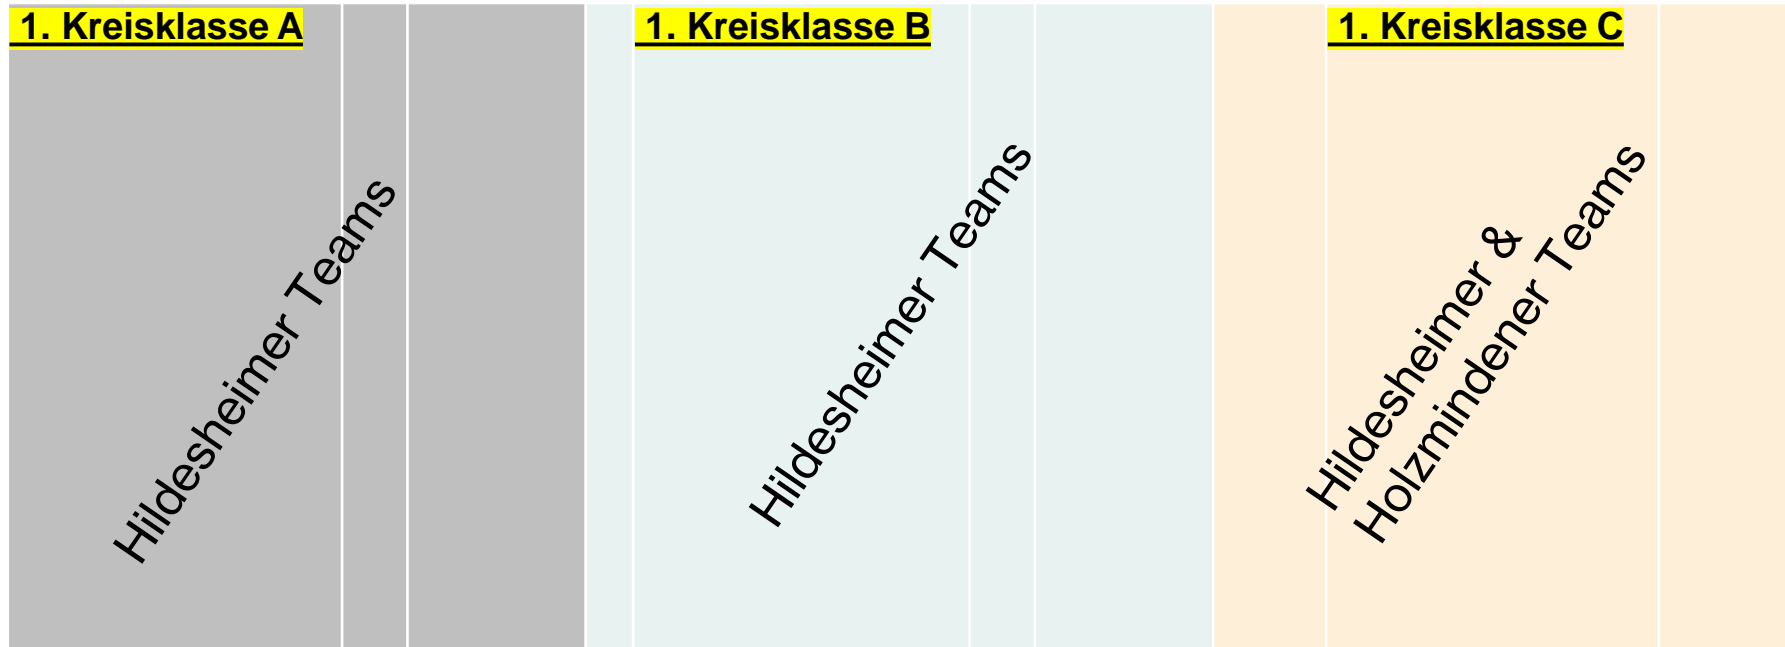 1. Kreisklasse A
1. Kreisklasse B
1. Kreisklasse C
Hildesheimer Teams
Hildesheimer Teams
Hildesheimer &
Holzmindener Teams